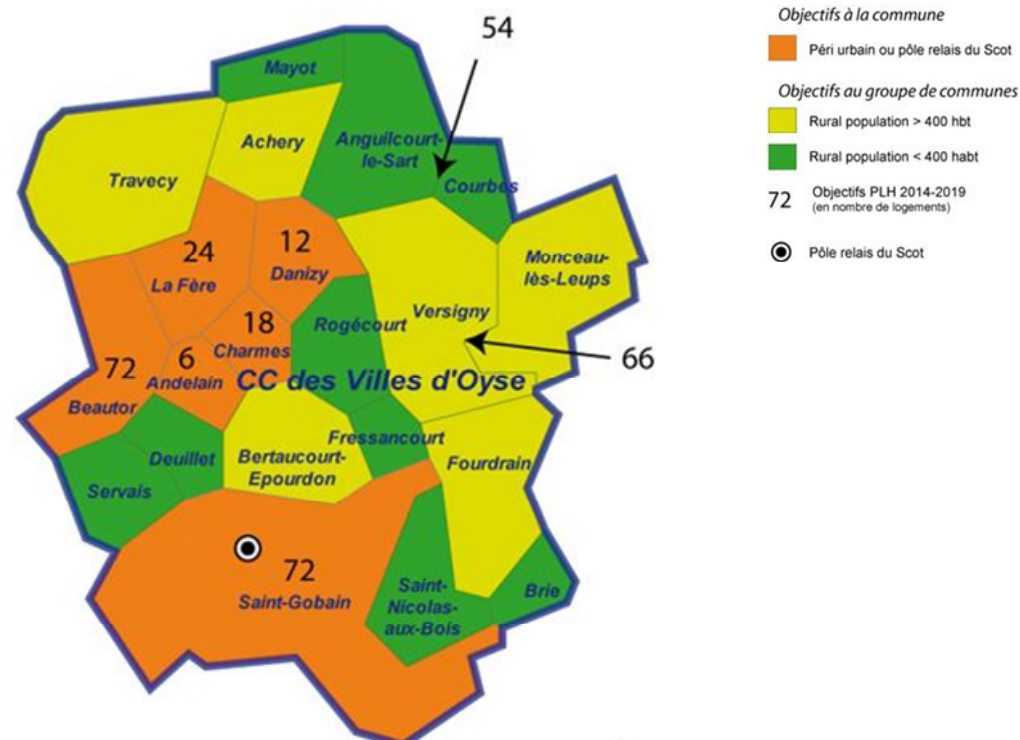 54
Mayot
Achery
Anguilcourt-
le-Sart
Travecy
Courbes
24
La Fère
12
Danizy
Monceau-
lès-Leups
Versigny
Rogécourt
18
Charmes
66
72
Beautor
6
Andelain
CC des Villes d'Oyse
Fressancourt
Deuillet
Bertaucourt-
Epourdon
Fourdrain
Servais
72
Saint-Gobain
Saint-
Nicolas-
aux-Bois
Brie
Objectifs à la commune
Péri urbain ou pôle relais du Scot
Objectifs au groupe de communes
Rural population > 400 hbt
Rural population < 400 habt
72 Objectifs PLH 2014-2019
(en nombre de logements)
Pôle relais du Scot